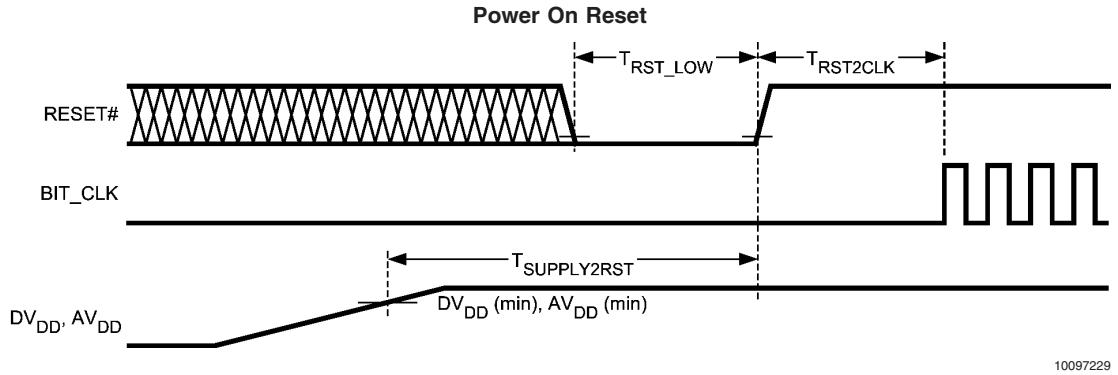 Power On Reset
T_RST_LOW
T_RST2CLK
RESET#
BIT_CLK
T_SUPPLY2RST
DV_DD (min), AV_DD (min)
DV_DD, AV_DD
10097229